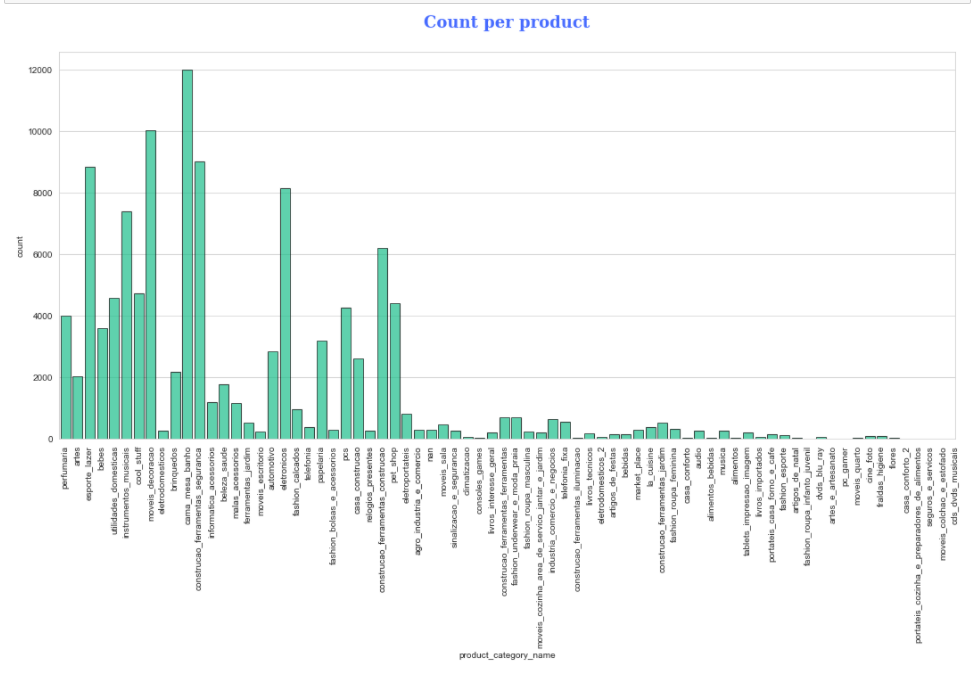 Count per product
12000
10000
8000
6000
4000
2000
0
count
perfumaria
artes
esporte_lazer
bebes
utilidades_domesticas
instrumentos_musicais
cool_stuff
moveis_decoracao
eletrodomesticos
brinquedos
cama_mesa_banho
construcao_ferramentas_seguranca
informatica_acessorios
beleza_saude
malas_acessorios
ferramentas_jardim
moveis_escritorio
automotivo
eletronicos
fashion_calcados
telefonia
papelaria
fashion_bolsas_e_acessorios
pcs
casa_construcao
relogios_presentes
construcao_ferramentas_construcao
pet_shop
eletroportateis
agro_industria_e_comercio
nan
moveis_sala
sinalizacao_e_seguranca
climatizacao
consoles_games
livros_interesse_geral
construcao_ferramentas_ferramentas
fashion_underwear_e_moda_praia
fashion_roupa_masculina
moveis_cozinha_area_de_servico_jantar_e_jardim
industria_comercio_e_negocios
telefonia_fixa
construcao_ferramentas_iluminacao
livros_tecnicos
eletrodomesticos_2
artigos_de_festas
bebidas
market_place
la_cuisine
construcao_ferramentas_jardim
fashion_roupa_feminina
casa_conforto
audio
alimentos_bebidas
musica
alimentos
tablets_impressao_imagem
livros_importados
portateis_casa_forno_e_cafe
fashion_esporte
artigos_de_natal
fashion_roupa_infanto_juvenil
dvds_blu_ray
artes_e_artesanato
pc_gamer
moveis_quarto
cine_foto
fraldas_higiene
flores
casa_conforto_2
portateis_cozinha_e_preparadores_de_alimentos
seguros_e_servicos
moveis_colchao_e_estofado
cds_dvds_musicais
product_category_name